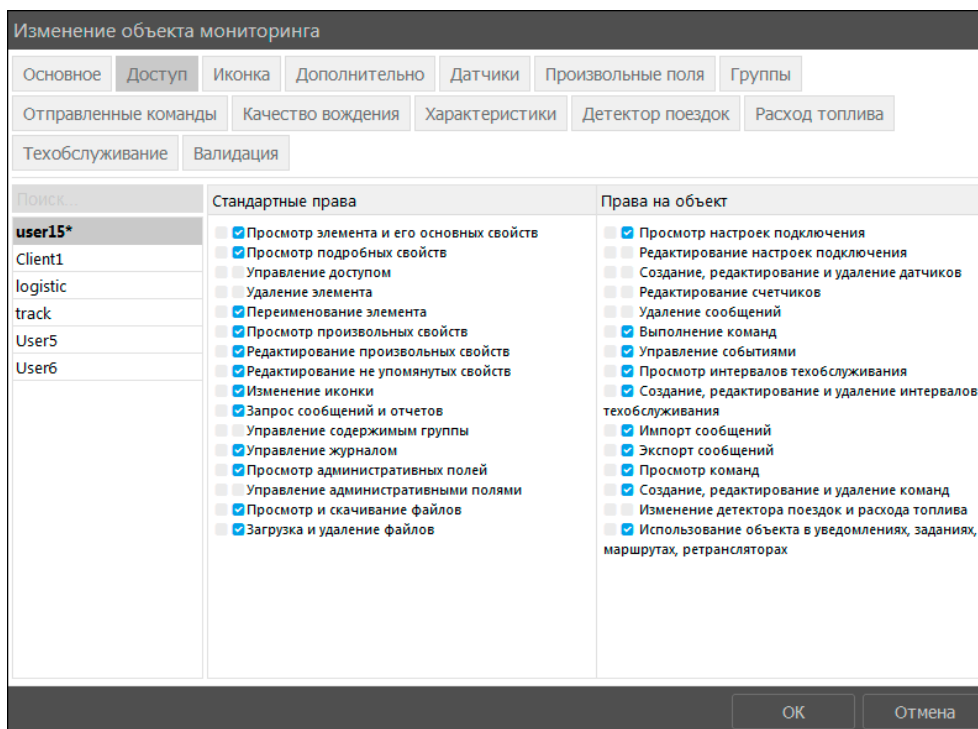 Изменение объекта мониторинга
Основное Доступ Иконка Дополнительно Датчики Произвольные поля Группы
Отправленные команды Качество вождения Характеристики Детектор поездок Расход топлива
Техобслуживание Валидация
Поиск...
user15*
Client1
logistic
track
User5
User6
Стандартные права
Просмотр элемента и его основных свойств
Просмотр подробных свойств
Управление доступом
Удаление элемента
Переименование элемента
Просмотр произвольных свойств
Редактирование произвольных свойств
Редактирование не упомянутых свойств
Изменение иконки
Запрос сообщений и отчетов
Управление содержимым группы
Управление журналом
Просмотр административных полей
Управление административными полями
Просмотр и скачивание файлов
Загрузка и удаление файлов
Права на объект
Просмотр настроек подключения
Редактирование настроек подключения
Создание, редактирование и удаление датчиков
Редактирование счетчиков
Удаление сообщений
Выполнение команд
Управление событиями
Просмотр интервалов техобслуживания
Создание, редактирование и удаление интервалов
техобслуживания
Импорт сообщений
Экспорт сообщений
Просмотр команд
Создание, редактирование и удаление команд
Изменение детектора поездок и расхода топлива
Использование объекта в уведомлениях, заданиях,
маршрутах, ретрансляторах
OK Отмена